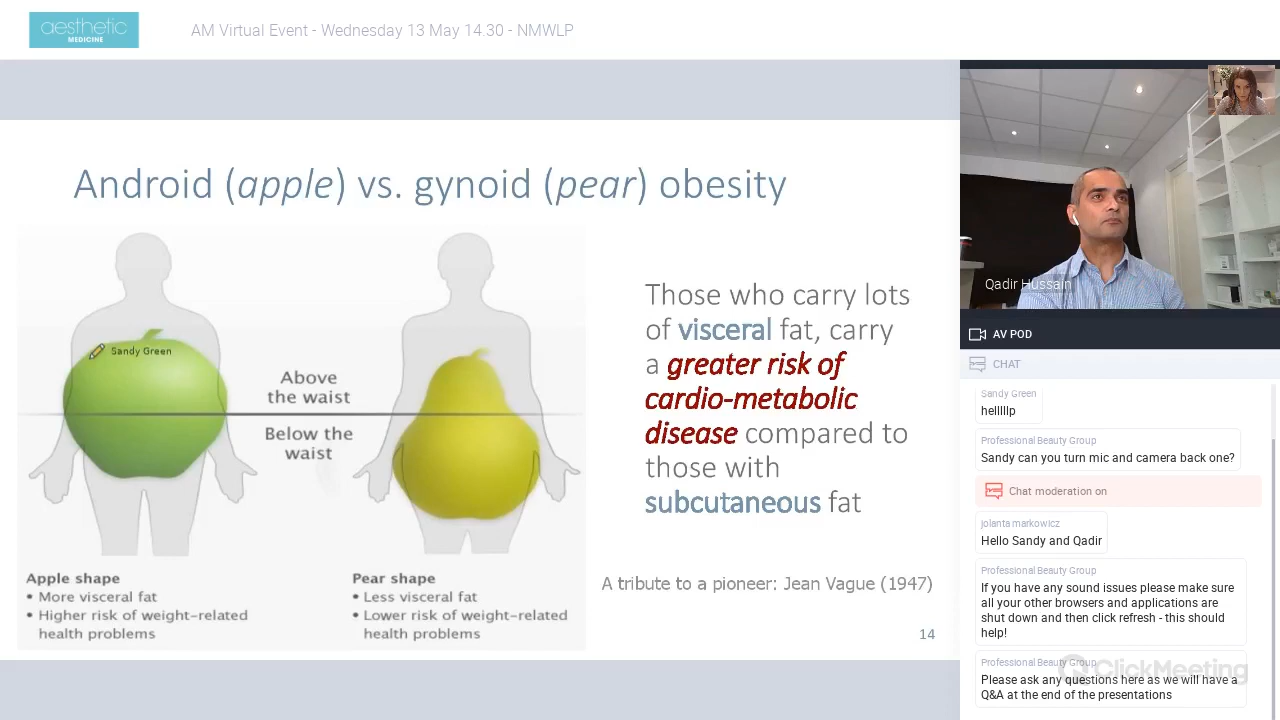 aesthetic
MEDICINE
AM Virtual Event - Wednesday 13 May 14.30 - NMWLP
Android (apple) vs. gynoid (pear) obesity
Sandy Green
Above
the waist
Below the
waist
Apple shape
• More visceral fat
• Higher risk of weight-related
health problems
Pear shape
• Less visceral fat
• Lower risk of weight-related
health problems
Those who carry lots
of visceral fat, carry
a greater risk of
cardio-metabolic
disease compared to
those with
subcutaneous fat
A tribute to a pioneer: Jean Vague (1947)
14
Qadir Hussain
AV POD
CHAT
Sandy Green
helllllp
Professional Beauty Group
Sandy can you turn mic and camera back one?
Chat moderation on
jolanta markowicz
Hello Sandy and Qadir
Professional Beauty Group
If you have any sound issues please make sure
all your other browsers and applications are
shut down and then click refresh - this should
help!
Professional Beauty Group
Please ask any questions here as we will have a
Q&A at the end of the presentations
ClickMeeting